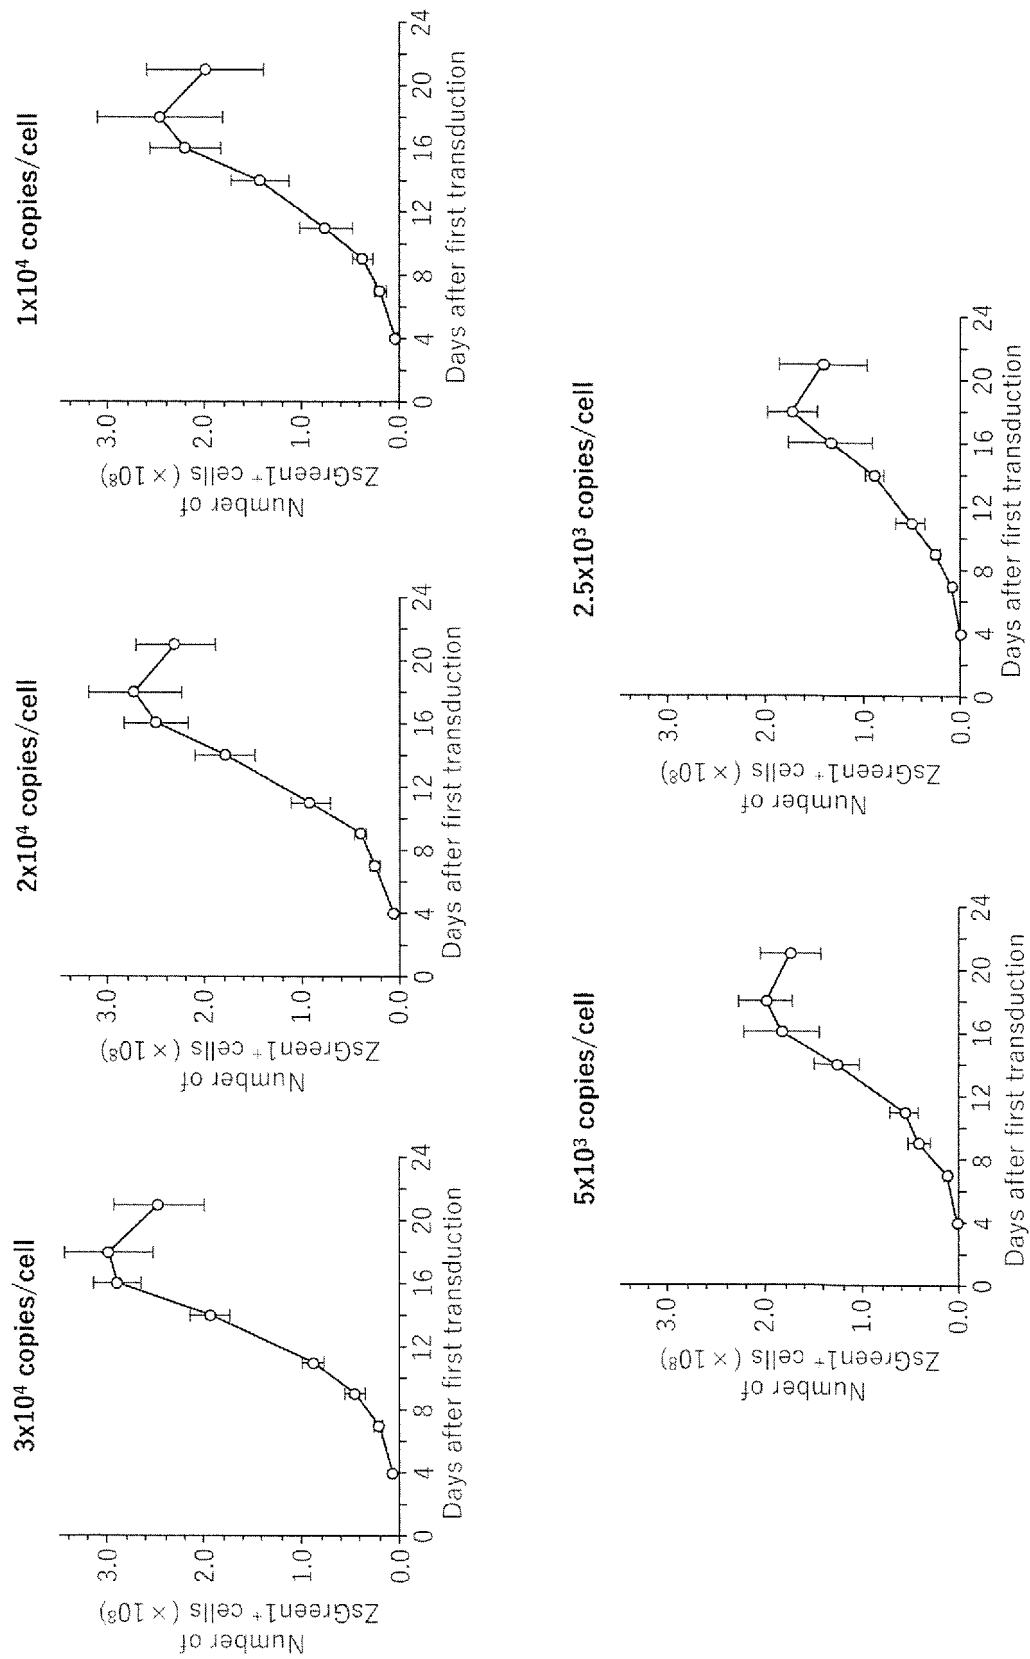 3x10⁴ copies/cell
Number of
ZsGreen1⁺ cells (×10⁸)
3.0
2.0
1.0
0.0
0 4 8 12 16 20 24
Days after first transduction
2x10⁴ copies/cell
Number of
ZsGreen1⁺ cells (×10⁸)
3.0
2.0
1.0
0.0
0 4 8 12 16 20 24
Days after first transduction
1x10⁴ copies/cell
Number of
ZsGreen1⁺ cells (×10⁸)
3.0
2.0
1.0
0.0
0 4 8 12 16 20 24
Days after first transduction
5x10³ copies/cell
Number of
ZsGreen1⁺ cells (×10⁸)
3.0
2.0
1.0
0.0
0 4 8 12 16 20 24
Days after first transduction
2.5x10³ copies/cell
Number of
ZsGreen1⁺ cells (×10⁸)
3.0
2.0
1.0
0.0
0 4 8 12 16 20 24
Days after first transduction